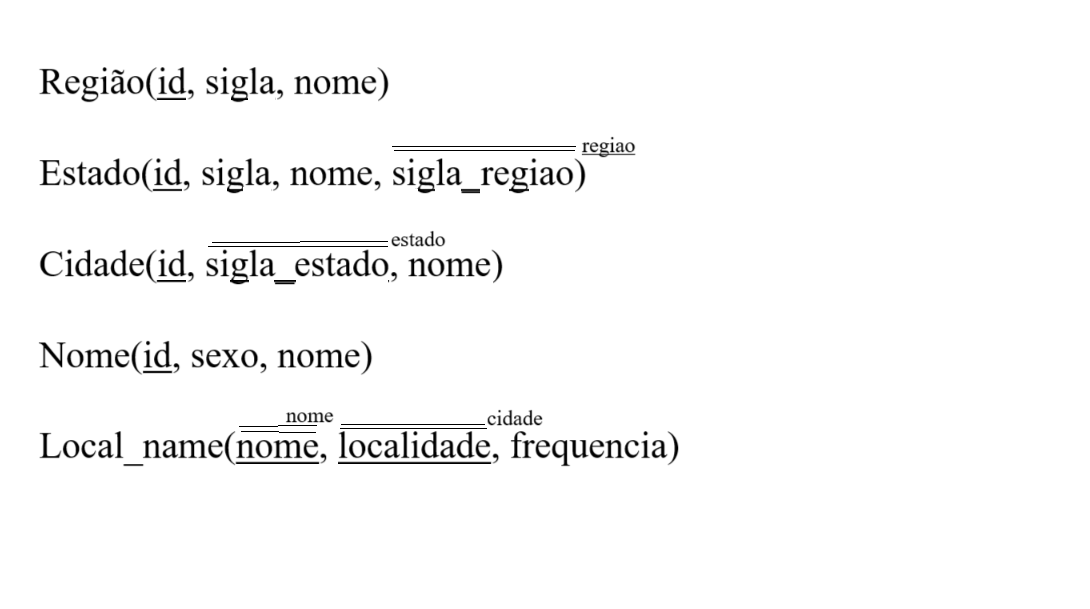 Região(id, sigla, nome)
regiao
Estado(id, sigla, nome, sigla_regiao)
estado
Cidade(id, sigla_estado, nome)
Nome(id, sexo, nome)
nome cidade
Local_name(nome, localidade, frequencia)